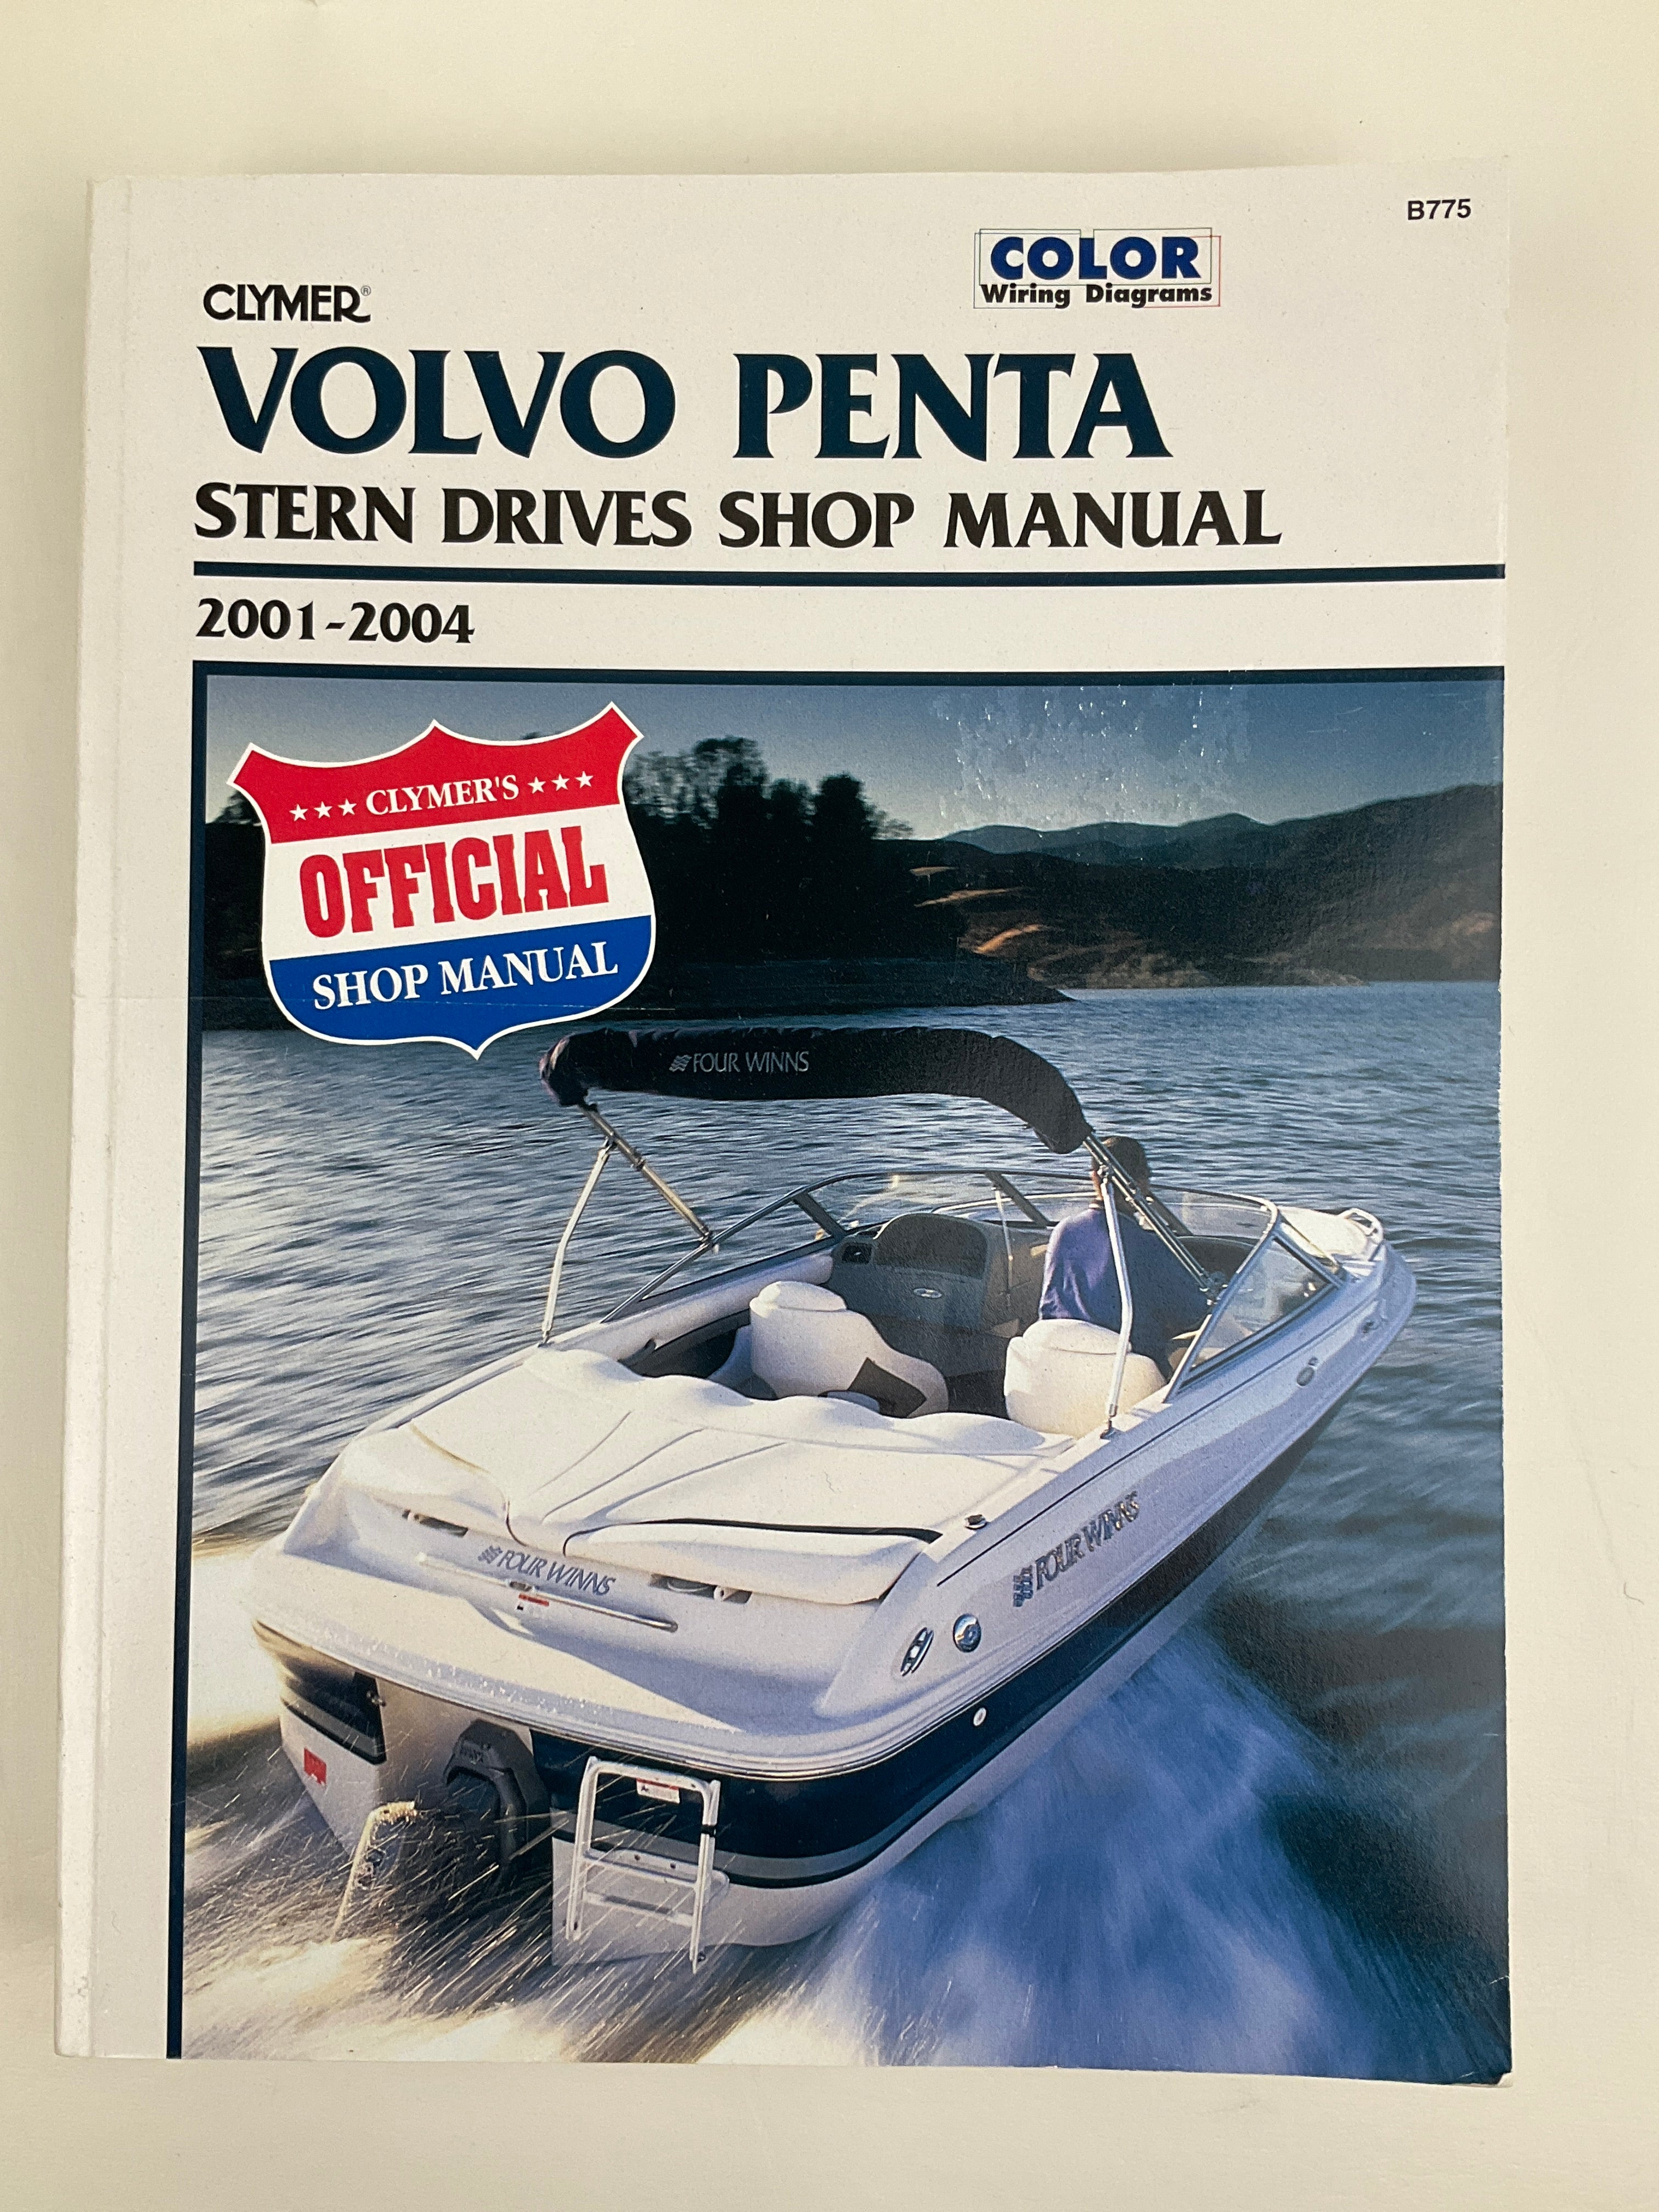 B775
COLOR
Wiring Diagrams
CLYMER®
VOLVO PENTA
STERN DRIVES SHOP MANUAL
2001-2004
★★★ CLYMER'S ★★★
OFFICIAL
SHOP MANUAL
FOUR WINNS
FOUR WINNS
FOUR WINNS